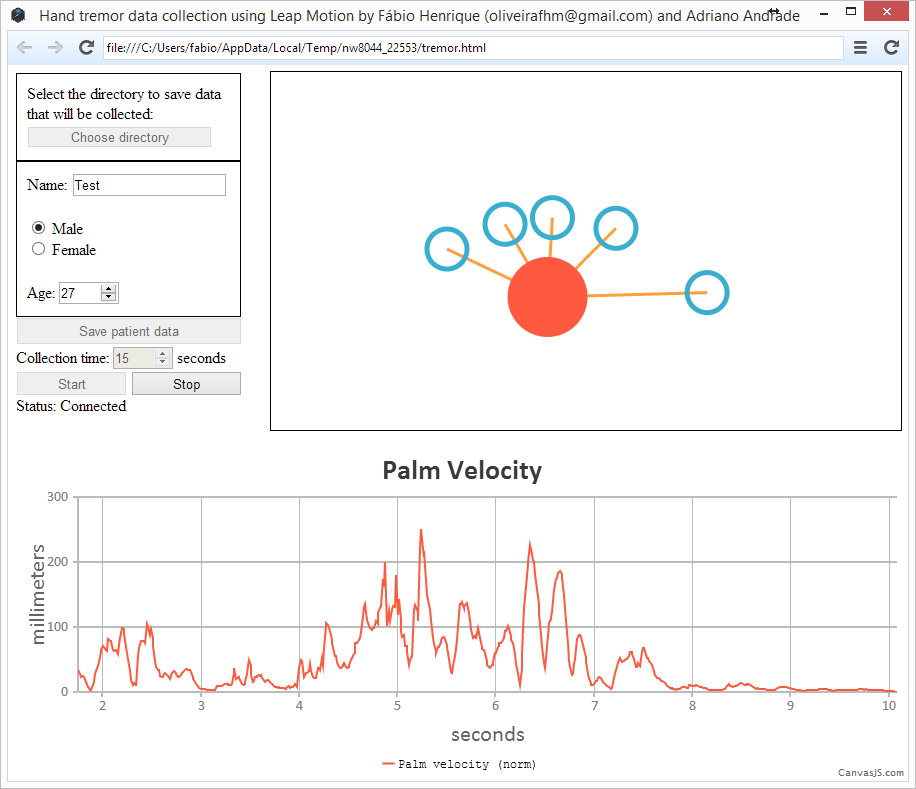 Hand tremor data collection using Leap Motion by Fábio Henrique (oliveirafhm@gmail.com) and Adriano Andrade
file:///C:/Users/fabio/AppData/Local/Temp/nw8044_22553/tremor.html
Select the directory to save data
that will be collected:
Choose directory
Name: Test
Male
Female
Age: 27
Save patient data
Collection time: 15 seconds
Start Stop
Status: Connected
Palm Velocity
millimeters
300
200
100
0
2 3 4 5 6 7 8 9 10
seconds
Palm velocity (norm)
CanvasJS.com